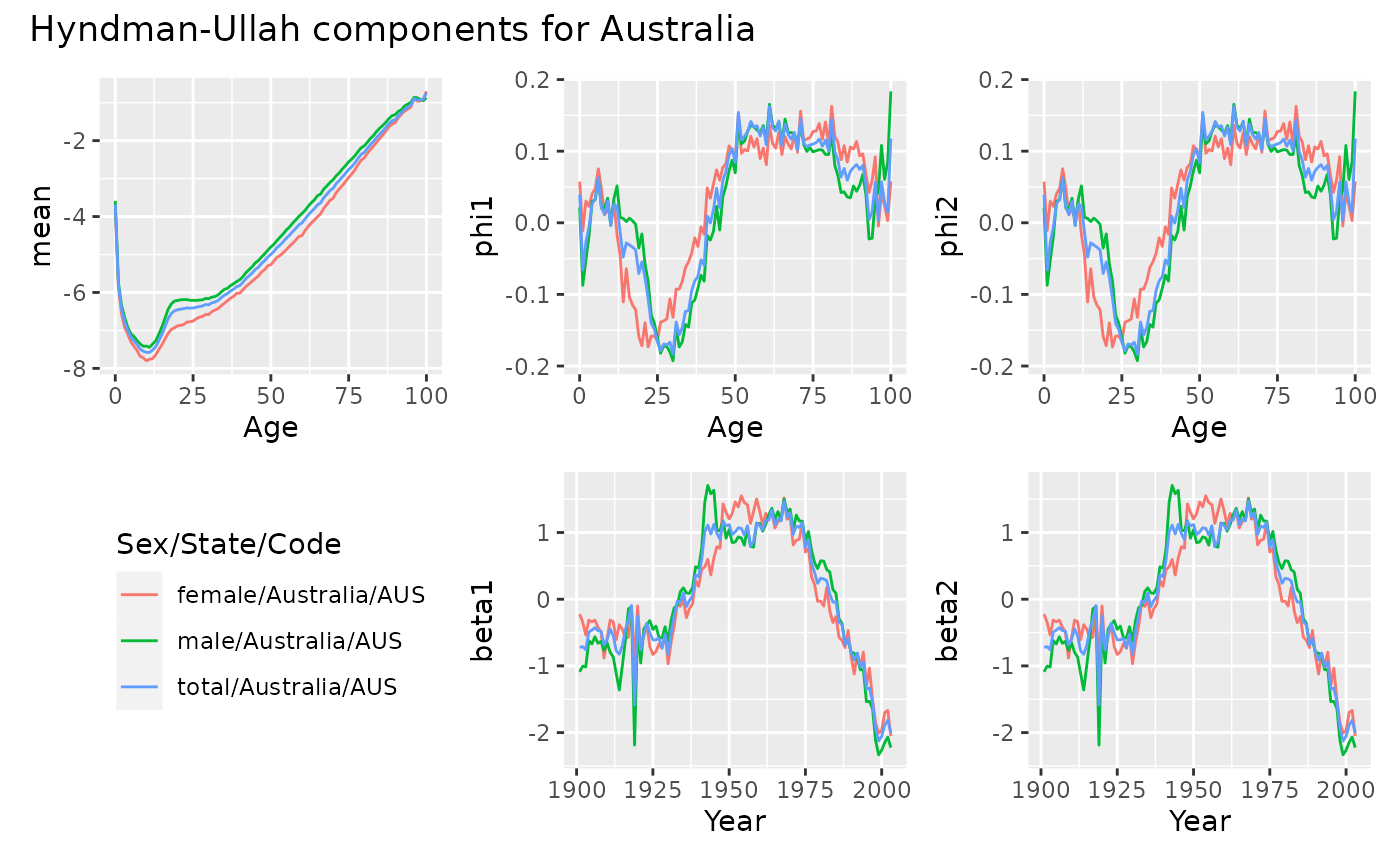 Hyndman-Ullah components for Australia
mean
-2
-4
-6
-8
0 25 50 75 100
Age
phi1
0.2
0.1
0.0
-0.1
-0.2
0 25 50 75 100
Age
phi2
0.2
0.1
0.0
-0.1
-0.2
0 25 50 75 100
Age
Sex/State/Code
female/Australia/AUS
male/Australia/AUS
total/Australia/AUS
beta1
1
0
-1
-2
1900 1925 1950 1975 2000
Year
beta2
1
0
-1
-2
1900 1925 1950 1975 2000
Year